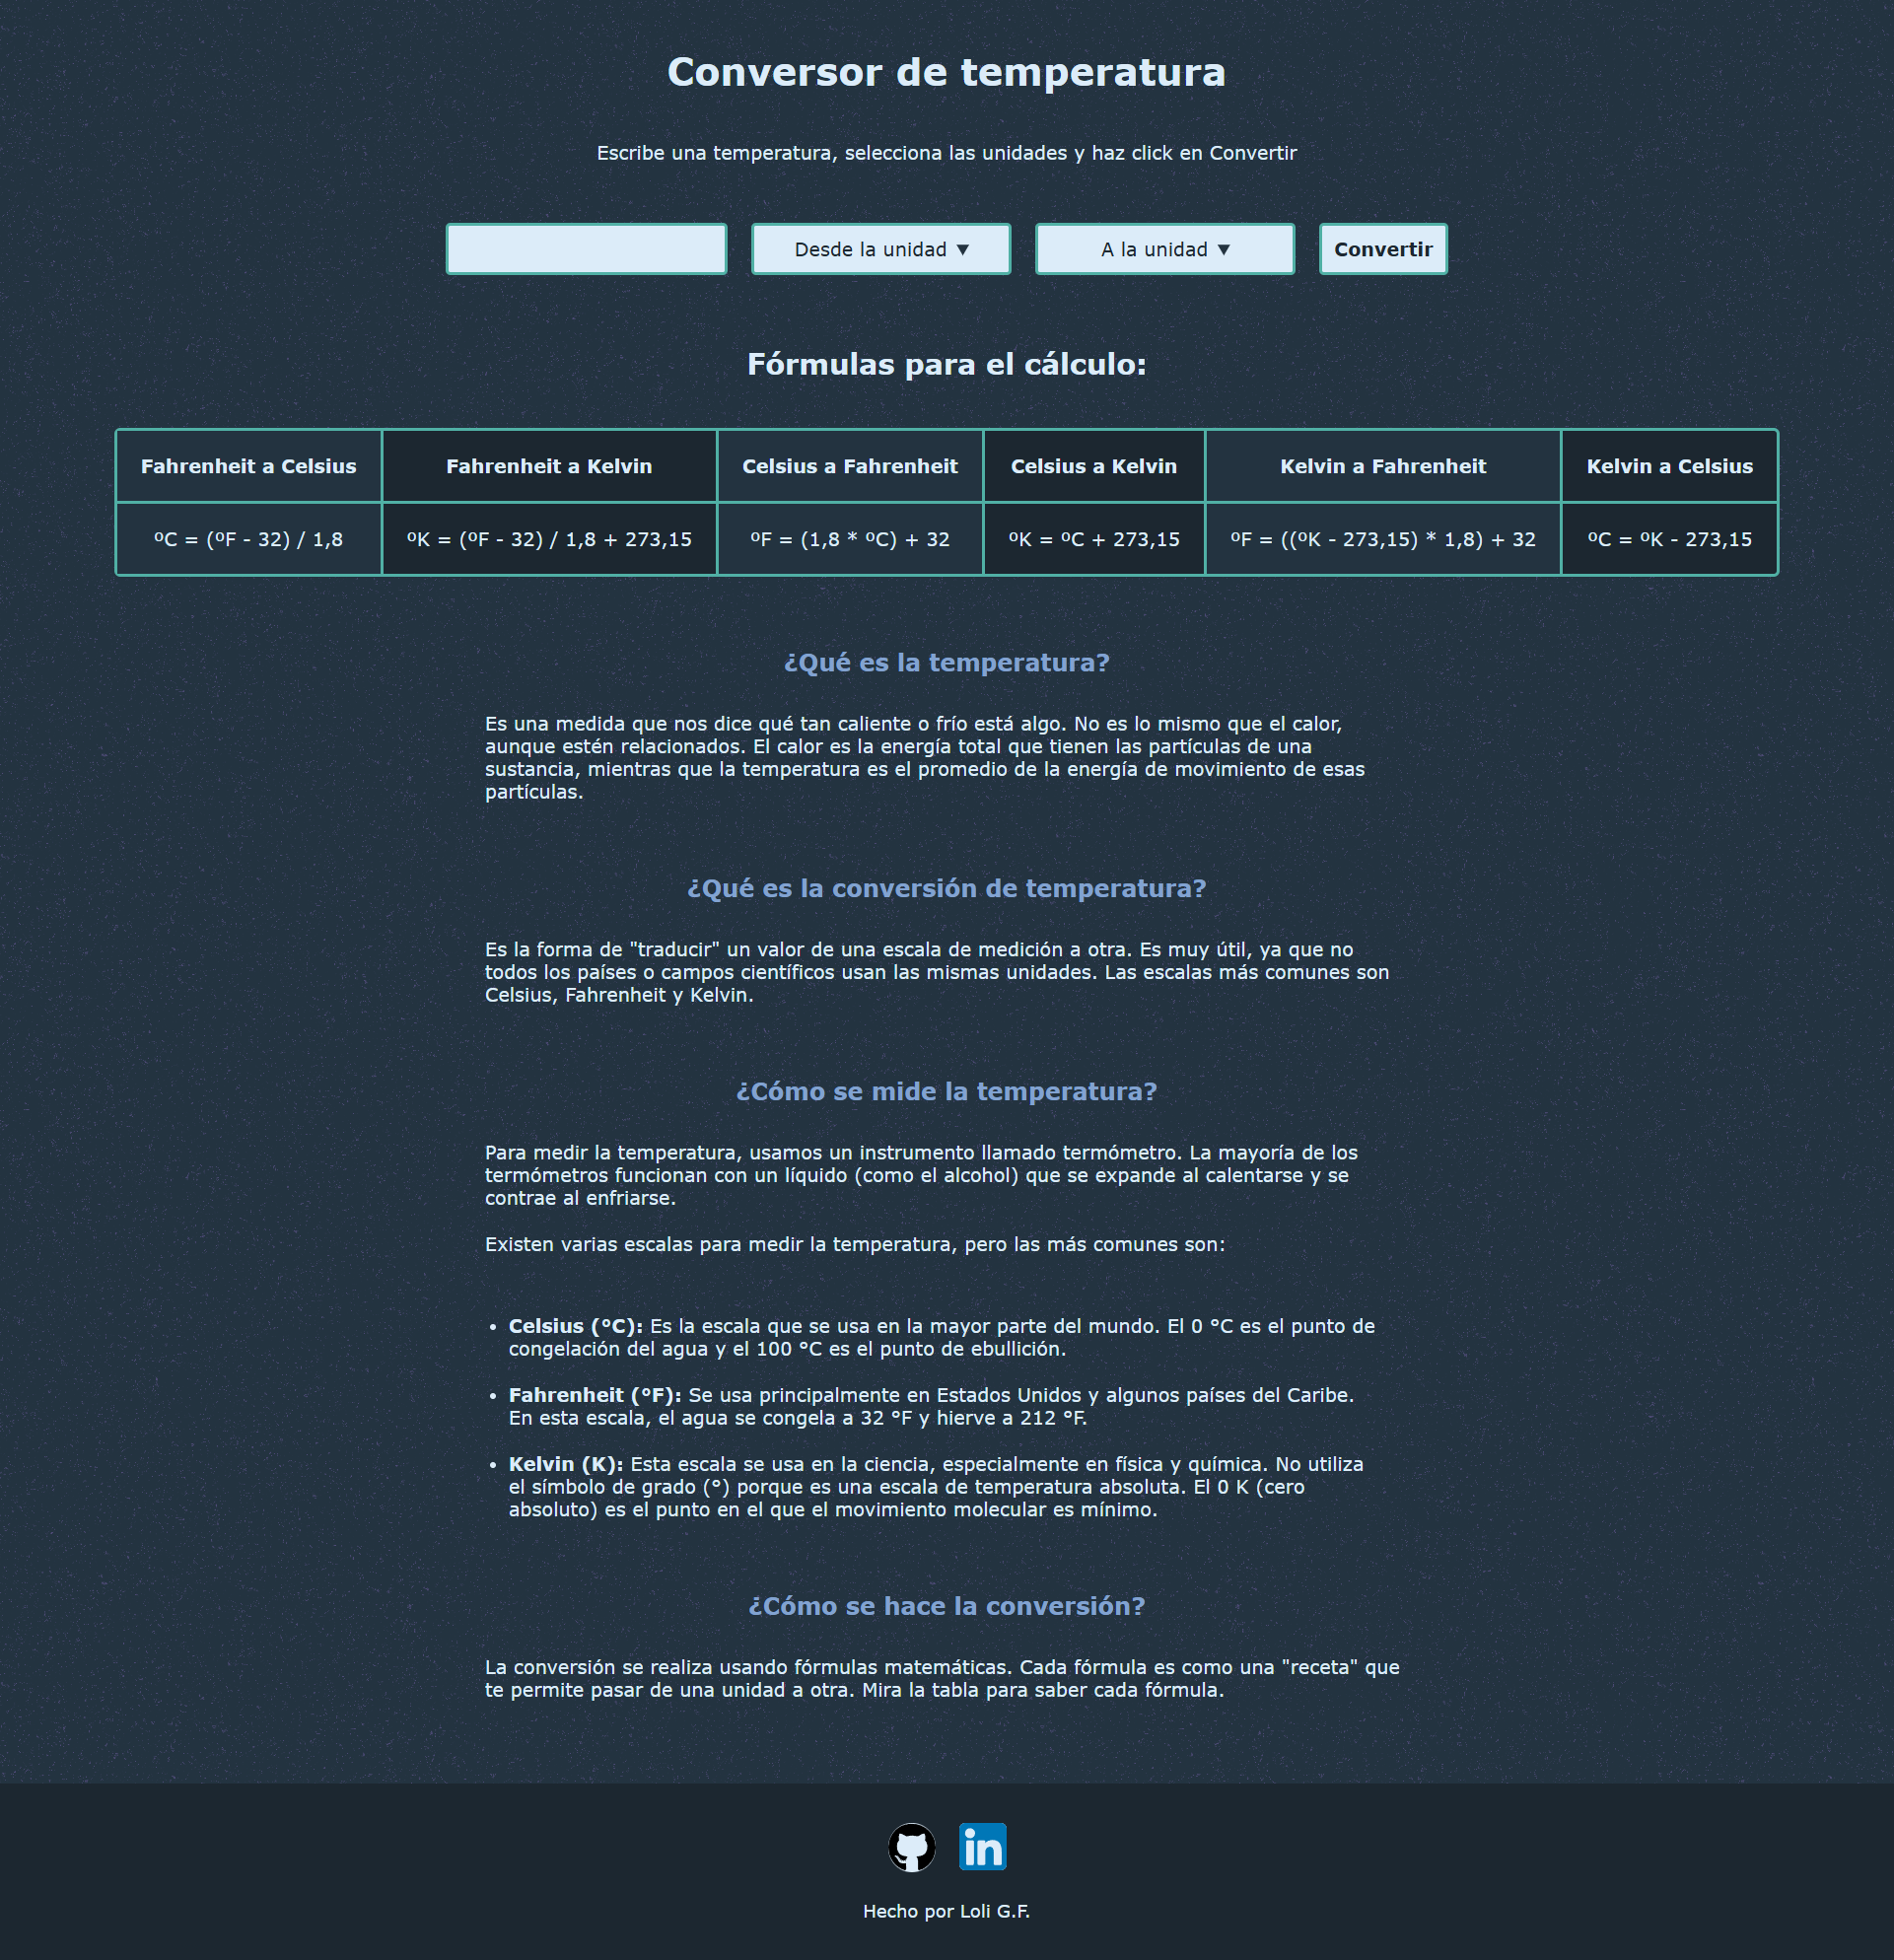 Conversor de temperatura
Escribe una temperatura, selecciona las unidades y haz click en Convertir
Desde la unidad ▼
A la unidad ▼
Convertir
Fórmulas para el cálculo:
Fahrenheit a Celsius
Fahrenheit a Kelvin
Celsius a Fahrenheit
Celsius a Kelvin
Kelvin a Fahrenheit
Kelvin a Celsius
ºC = (ºF - 32) / 1,8
ºK = (ºF - 32) / 1,8 + 273,15
ºF = (1,8 * ºC) + 32
ºK = ºC + 273,15
ºF = ((ºK - 273,15) * 1,8) + 32
ºC = ºK - 273,15
¿Qué es la temperatura?
Es una medida que nos dice qué tan caliente o frío está algo. No es lo mismo que el calor,
aunque estén relacionados. El calor es la energía total que tienen las partículas de una
sustancia, mientras que la temperatura es el promedio de la energía de movimiento de esas
partículas.
¿Qué es la conversión de temperatura?
Es la forma de "traducir" un valor de una escala de medición a otra. Es muy útil, ya que no
todos los países o campos científicos usan las mismas unidades. Las escalas más comunes son
Celsius, Fahrenheit y Kelvin.
¿Cómo se mide la temperatura?
Para medir la temperatura, usamos un instrumento llamado termómetro. La mayoría de los
termómetros funcionan con un líquido (como el alcohol) que se expande al calentarse y se
contrae al enfriarse.
Existen varias escalas para medir la temperatura, pero las más comunes son:
• Celsius (°C): Es la escala que se usa en la mayor parte del mundo. El 0 °C es el punto de
congelación del agua y el 100 °C es el punto de ebullición.
• Fahrenheit (°F): Se usa principalmente en Estados Unidos y algunos países del Caribe.
En esta escala, el agua se congela a 32 °F y hierve a 212 °F.
• Kelvin (K): Esta escala se usa en la ciencia, especialmente en física y química. No utiliza
el símbolo de grado (°) porque es una escala de temperatura absoluta. El 0 K (cero
absoluto) es el punto en el que el movimiento molecular es mínimo.
¿Cómo se hace la conversión?
La conversión se realiza usando fórmulas matemáticas. Cada fórmula es como una "receta" que
te permite pasar de una unidad a otra. Mira la tabla para saber cada fórmula.
in
Hecho por Loli G.F.